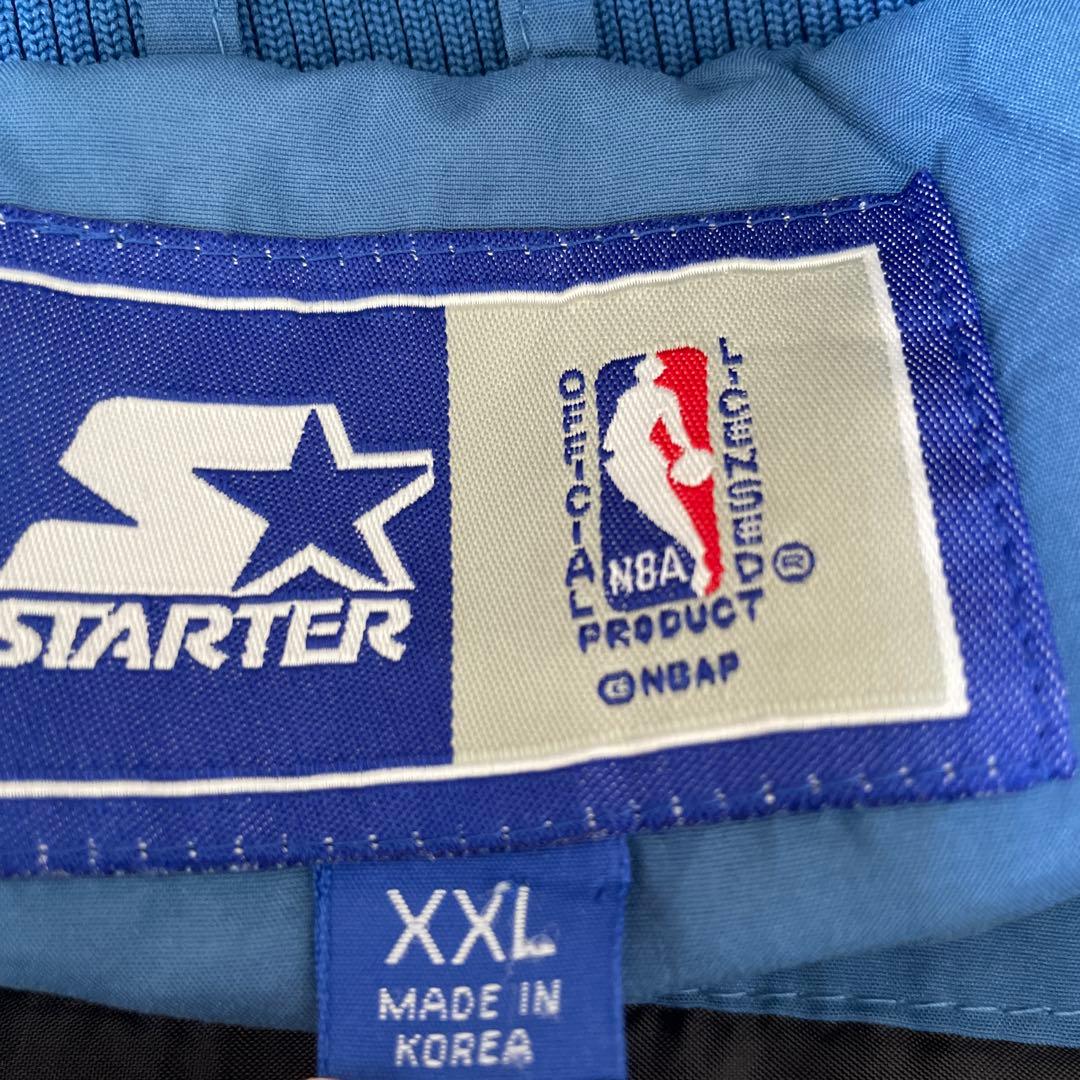 STARTER
OFFICIAL
LICENSED
NBA
®
PRODUCT
©NBAP
XXL
MADE IN
KOREA